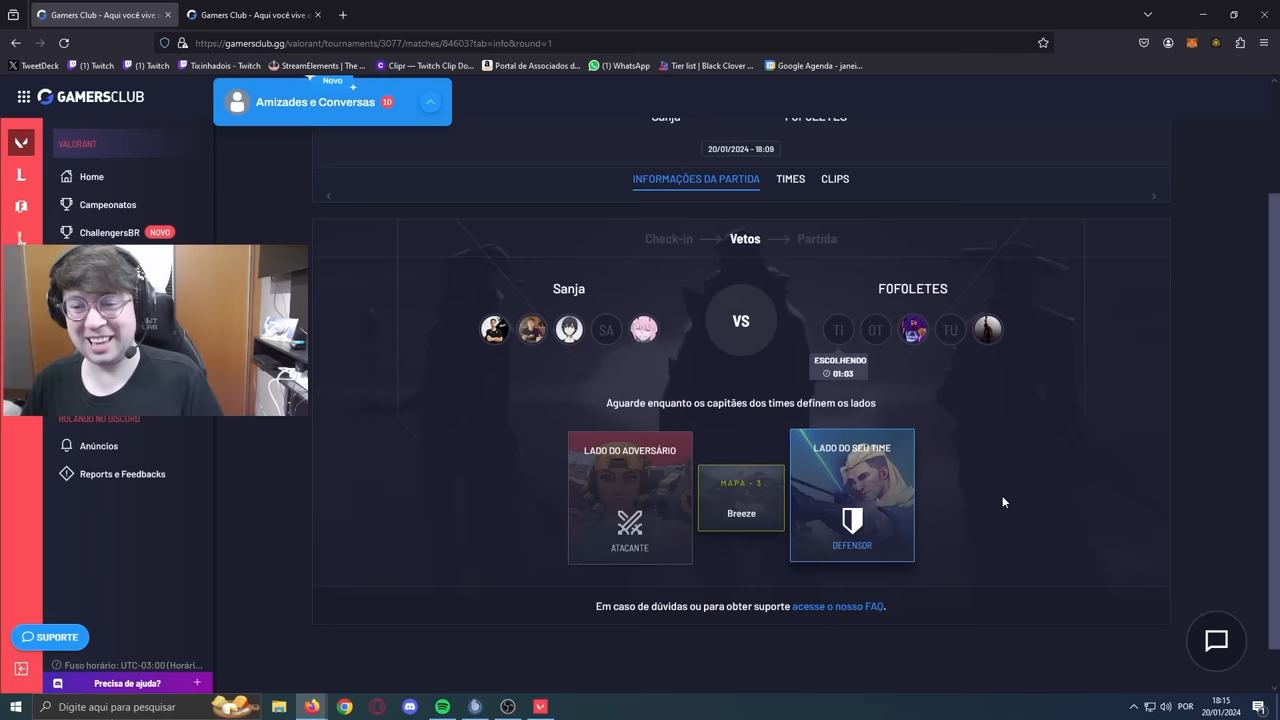 Gamers Club - Aqui você vive o
Gamers Club - Aqui você vive o
https://gamersclub.gg/valorant/tournaments/3077/matches/84603?tab=info&round=1
TweetDeck
(1) Twitch
(1) Twitch
Tixinhadois - Twitch
StreamElements - Th...
Clipr — Twitch Clip Do...
Portal de Associados d...
(1) WhatsApp
Tier list | Black Clover ...
Google Agenda - janei...
GAMERSCLUB
Novo
Amizades e Conversas 10
Sanja
FOFOLETES
20/01/2024 - 18:09
INFORMAÇÕES DA PARTIDA
TIMES
CLIPS
VALORANT
Home
Campeonatos
ChallengersBR NOVO
ROLANDO NO DISCORD
Anúncios
Reports e Feedbacks
Check-in
Vetos
Partida
Sanja
VS
F0F0LETES
SA
TI
OT
TU
ESCOLHENDO
01:03
Aguarde enquanto os capitães dos times definem os lados
LADO DO ADVERSÁRIO
ATACANTE
MAPA - 3
Breeze
LADO DO SEU TIME
DEFENSOR
Em caso de dúvidas ou para obter suporte acesse o nosso FAQ.
SUPORTE
Fuso horário: UTC-03:00 (Horári...
Precisa de ajuda? +
Digite aqui para pesquisar
POR
18:15
20/01/2024
1